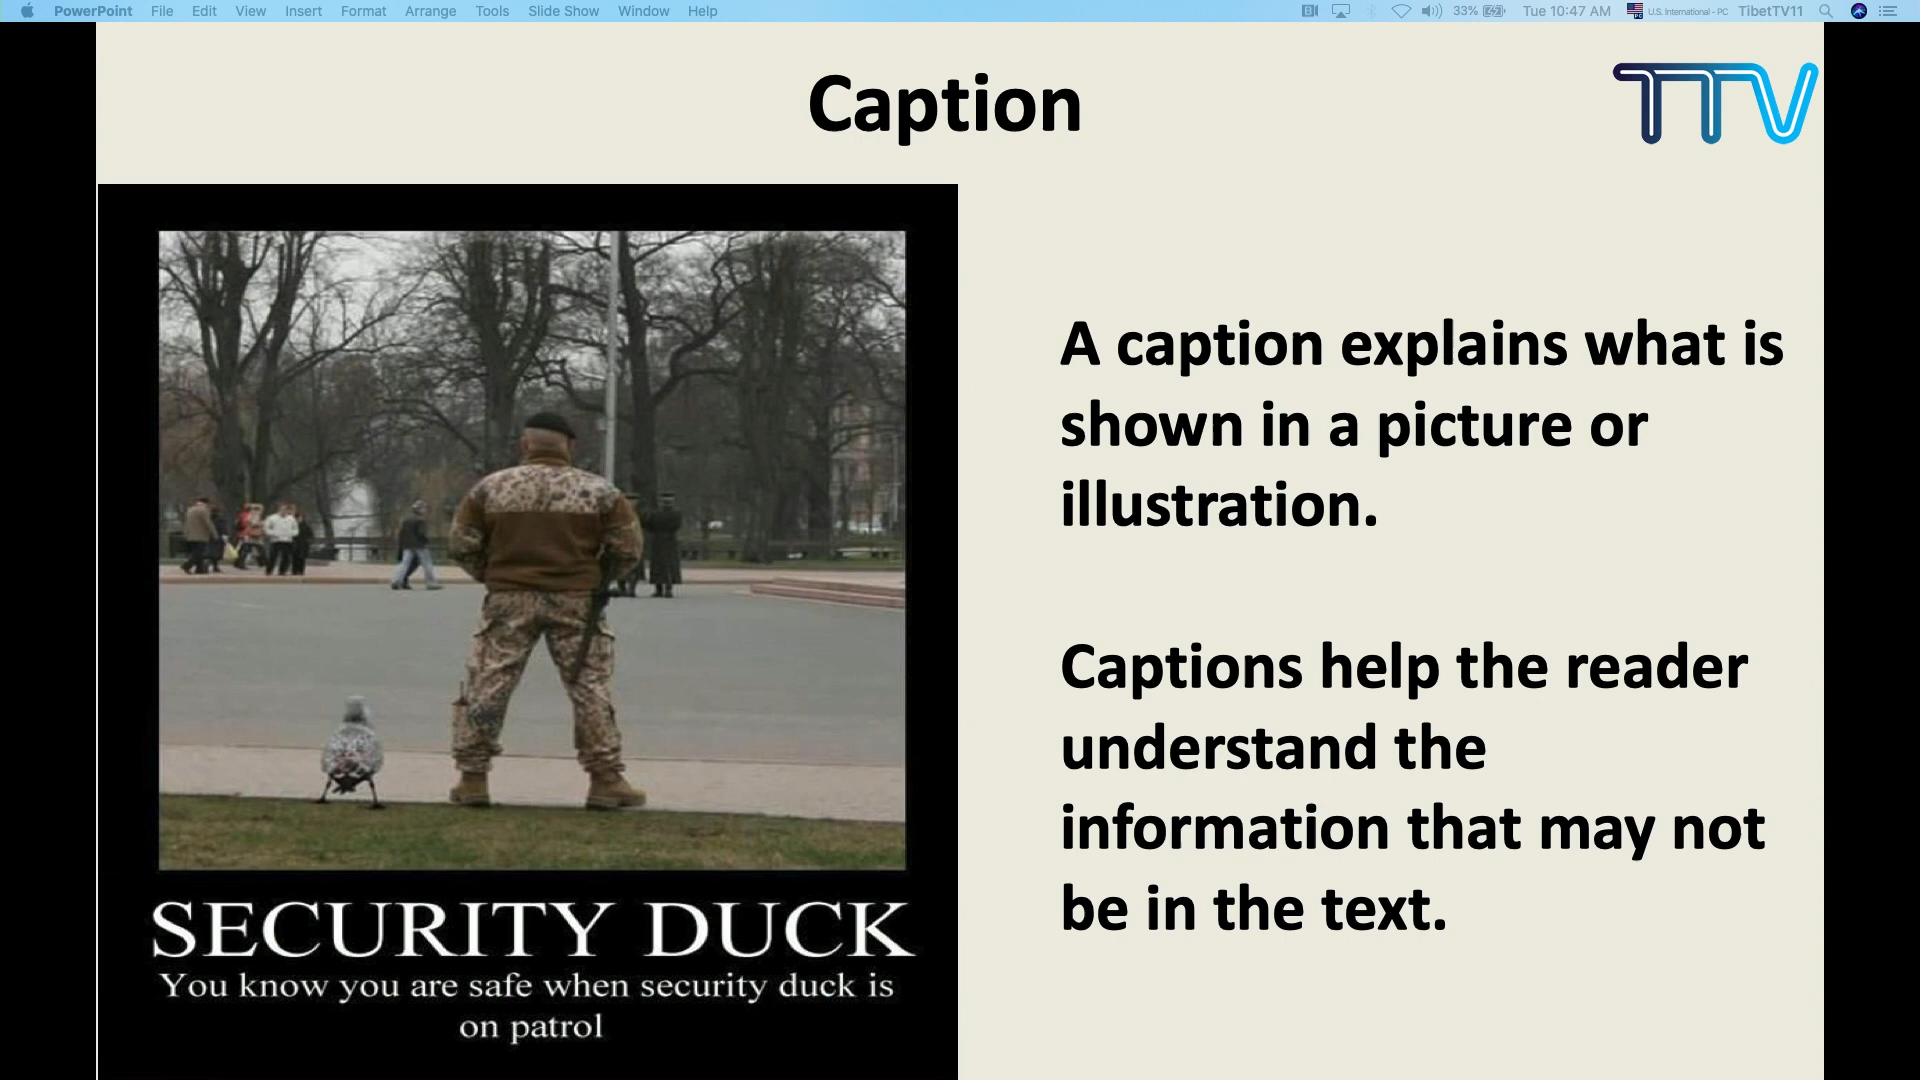 PowerPoint File Edit View Insert Format Arrange Tools Slide Show Window Help 33% Tue 10:47 AM U.S. International - PC TibetTV11
Caption
TTV
SECURITY DUCK
You know you are safe when security duck is
on patrol
A caption explains what is
shown in a picture or
illustration.
Captions help the reader
understand the
information that may not
be in the text.